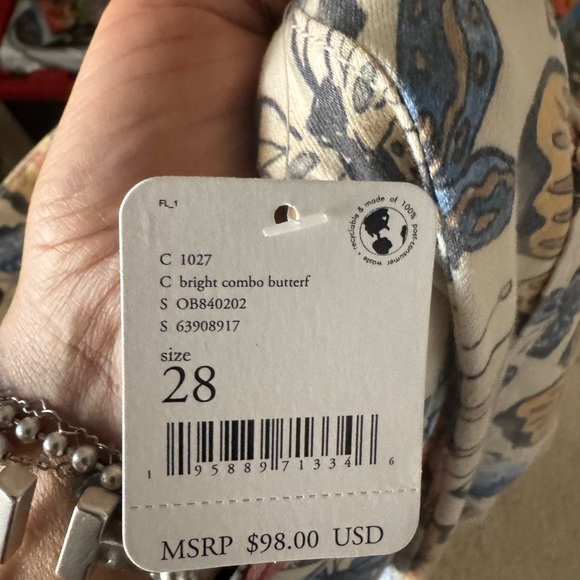 FL_1
recyclable & made of 100% post-consumer waste •
C 1027
C bright combo butterf
S OB840202
S 63908917
size
28
1 95889 71334 6
MSRP $98.00 USD